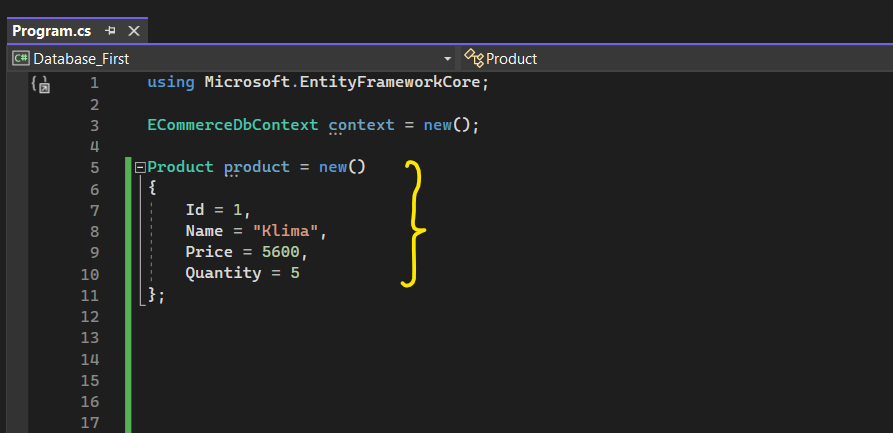 Program.cs
C# Database_First Product
1 using Microsoft.EntityFrameworkCore;
2
3 ECommerceDbContext context = new();
4
5 Product product = new()
6 {
7 Id = 1,
8 Name = "Klima",
9 Price = 5600,
10 Quantity = 5
11 };
12
13
14
15
16
17